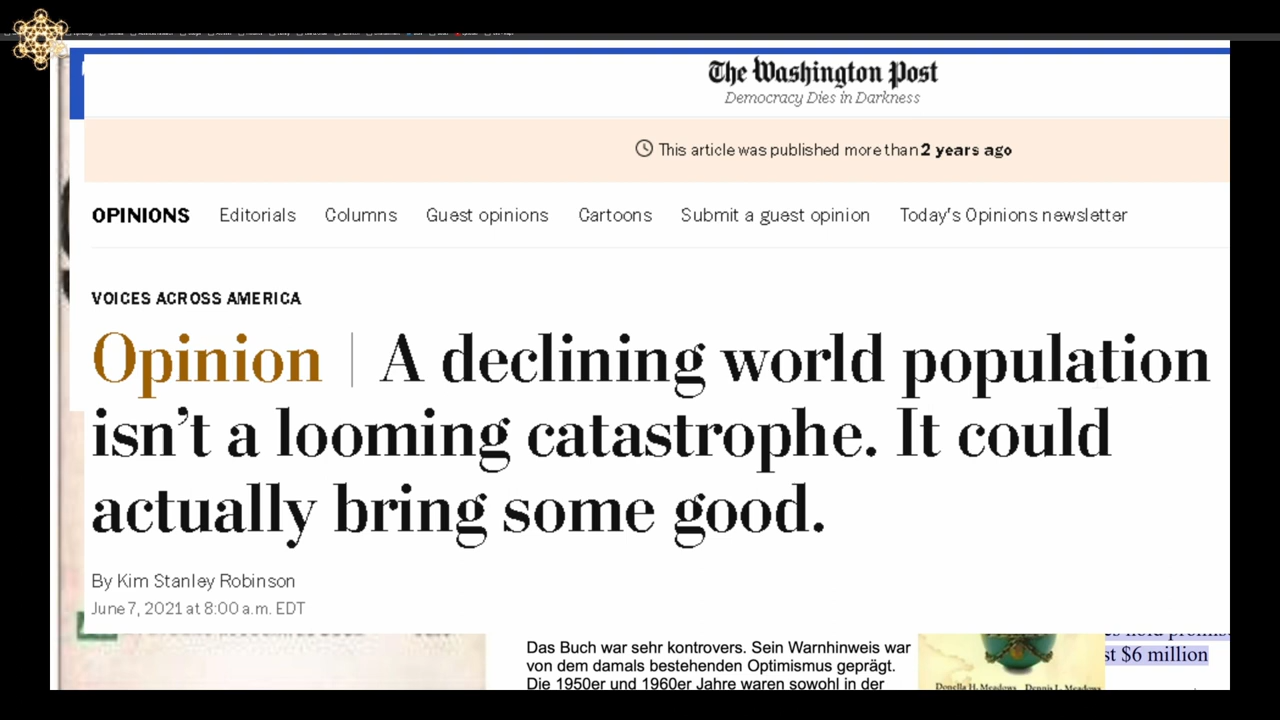 The Washington Post
Democracy Dies in Darkness
This article was published more than 2 years ago
OPINIONS Editorials Columns Guest opinions Cartoons Submit a guest opinion Today's Opinions newsletter
VOICES ACROSS AMERICA
Opinion | A declining world population
isn't a looming catastrophe. It could
actually bring some good.
By Kim Stanley Robinson
June 7, 2021 at 8:00 a.m. EDT
Das Buch war sehr kontrovers. Sein Warnhinweis war
von dem damals bestehenden Optimismus geprägt.
Die 1950er und 1960er Jahre waren sowohl in der
Donella H. Meadows Dennis L. Meadows
st $6 million